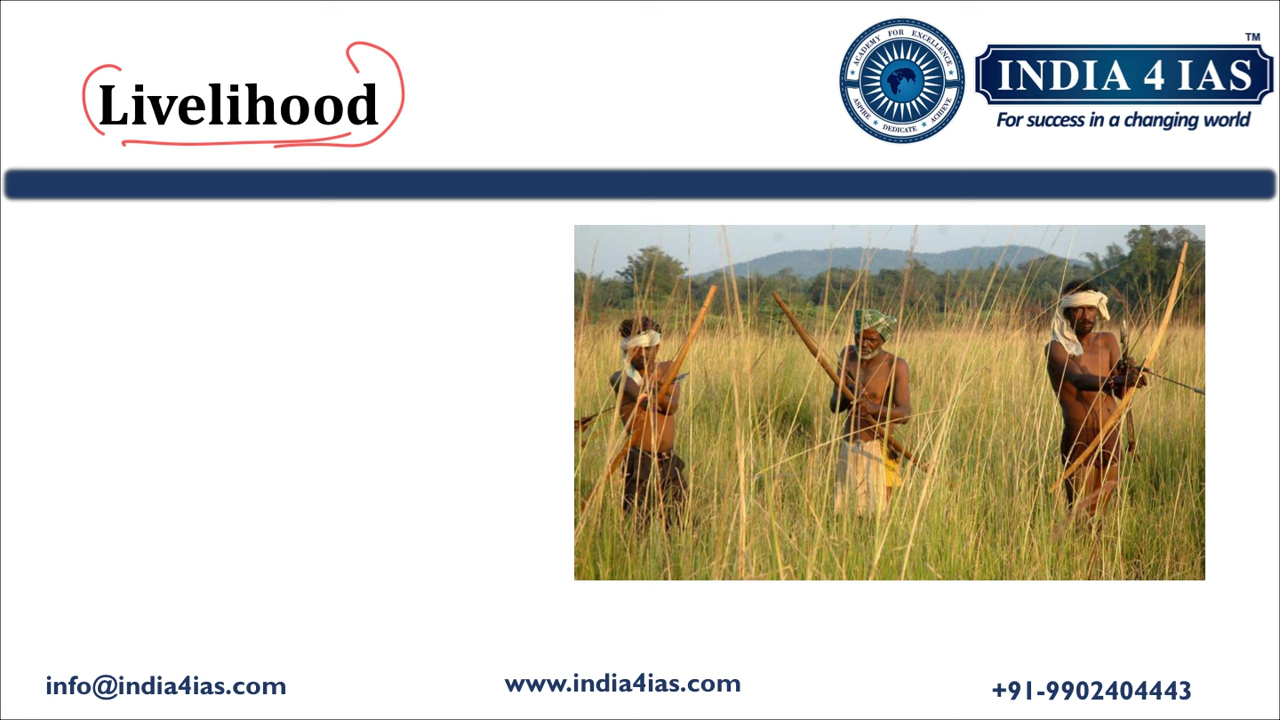 Livelihood
ACADEMY FOR EXCELLENCE
ASPIRE DEDICATE ACHIEVE
INDIA 4 IAS
TM
For success in a changing world
info@india4ias.com
www.india4ias.com
+91-9902404443